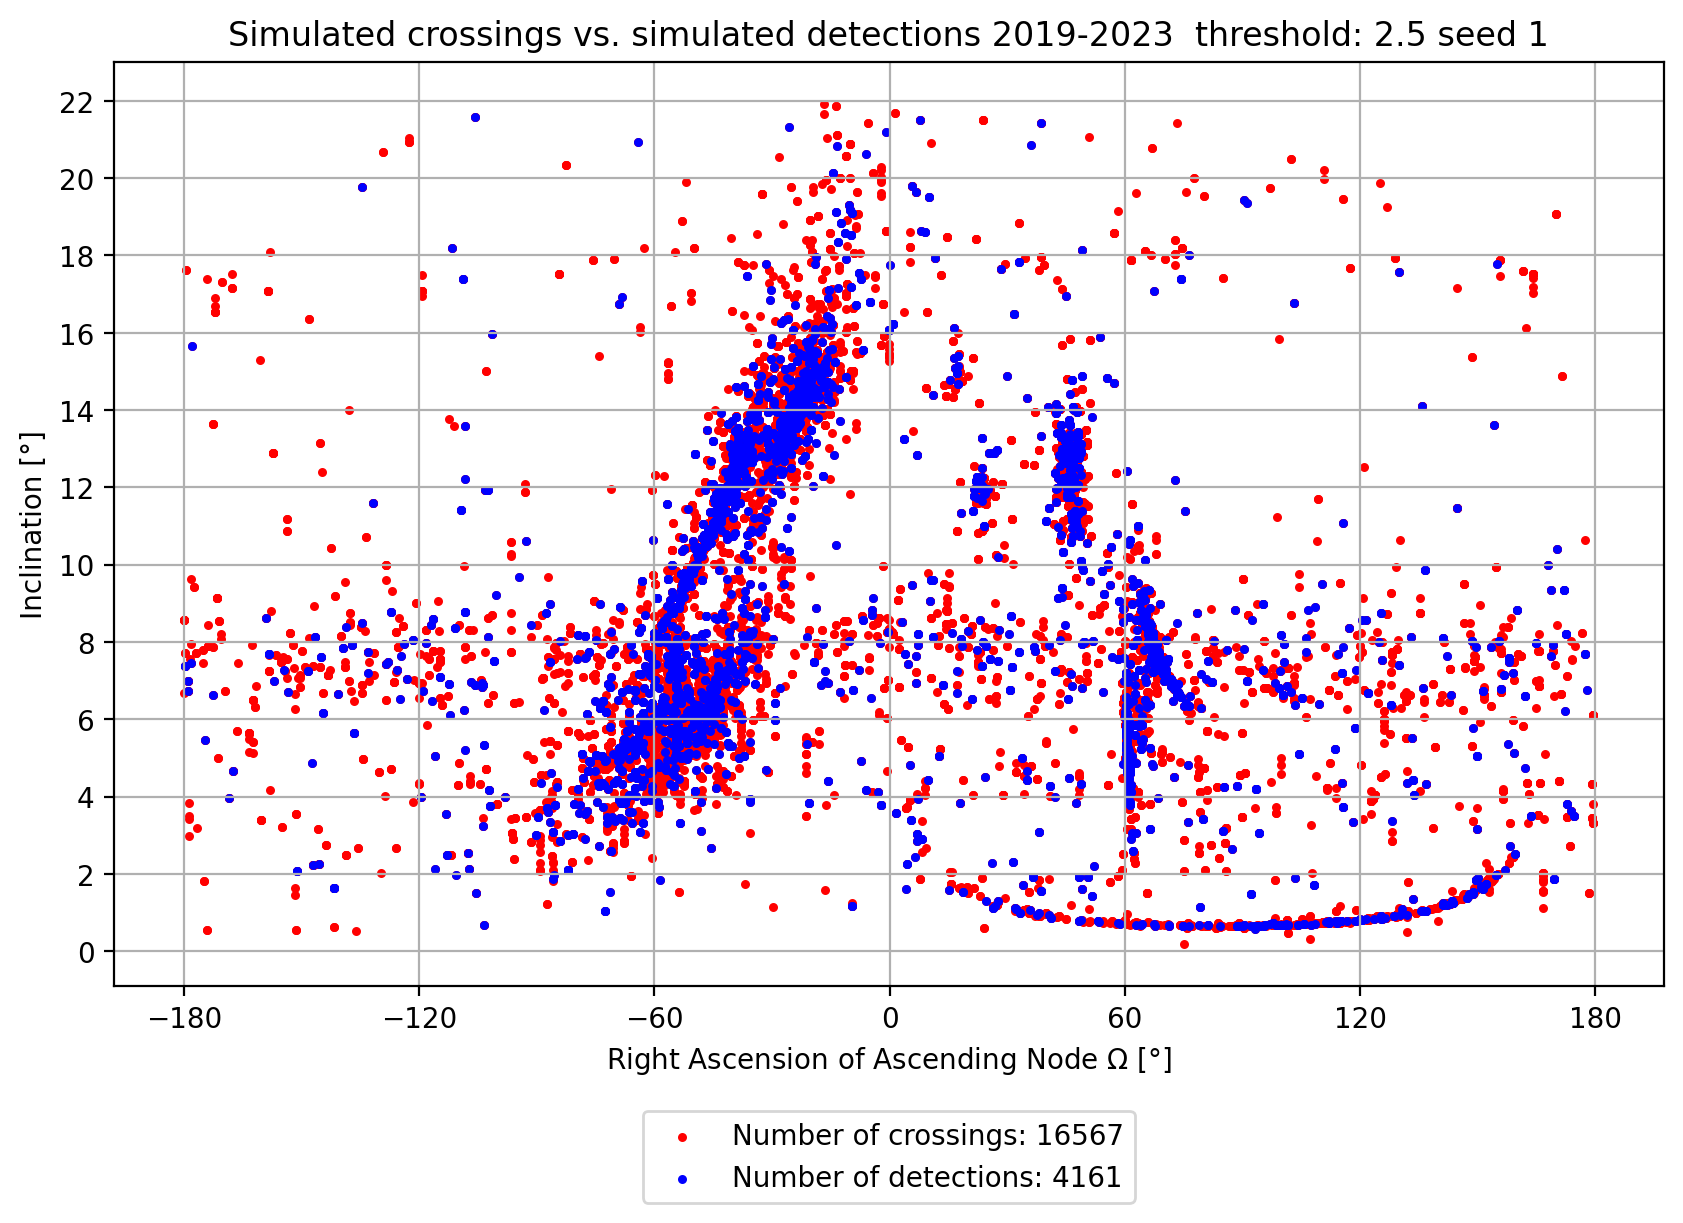 Simulated crossings vs. simulated detections 2019-2023  threshold: 2.5 seed 1
22
20
18
16
14
12
10
8
6
4
2
0
Inclination [°]
−180 −120 −60 0 60 120 180
Right Ascension of Ascending Node Ω [°]
Number of crossings: 16567
Number of detections: 4161